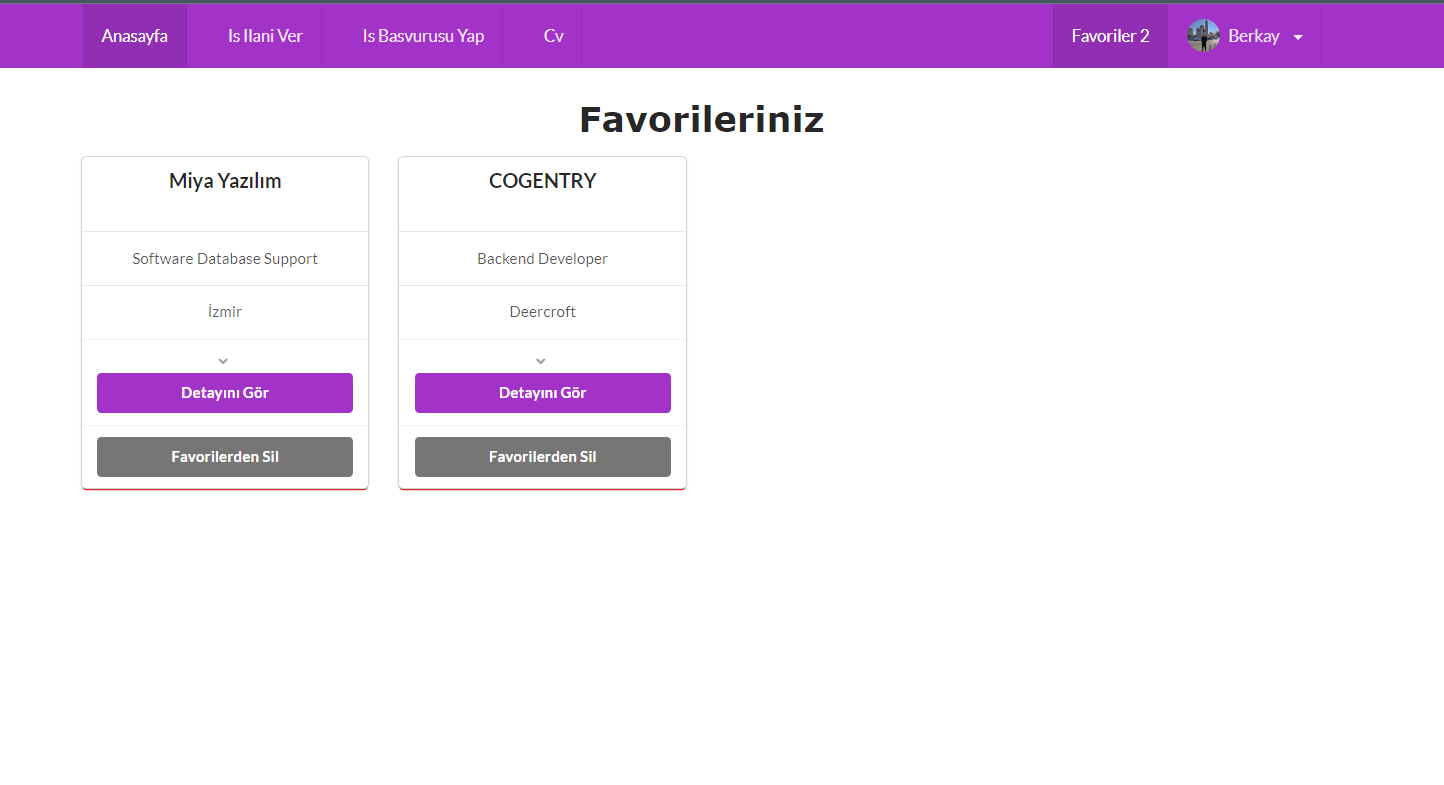 Anasayfa Is Ilani Ver Is Basvurusu Yap Cv Favoriler 2 Berkay
Favorileriniz
Miya Yazılım
Software Database Support
İzmir
Detayını Gör
Favorilerden Sil
COGENTRY
Backend Developer
Deercroft
Detayını Gör
Favorilerden Sil